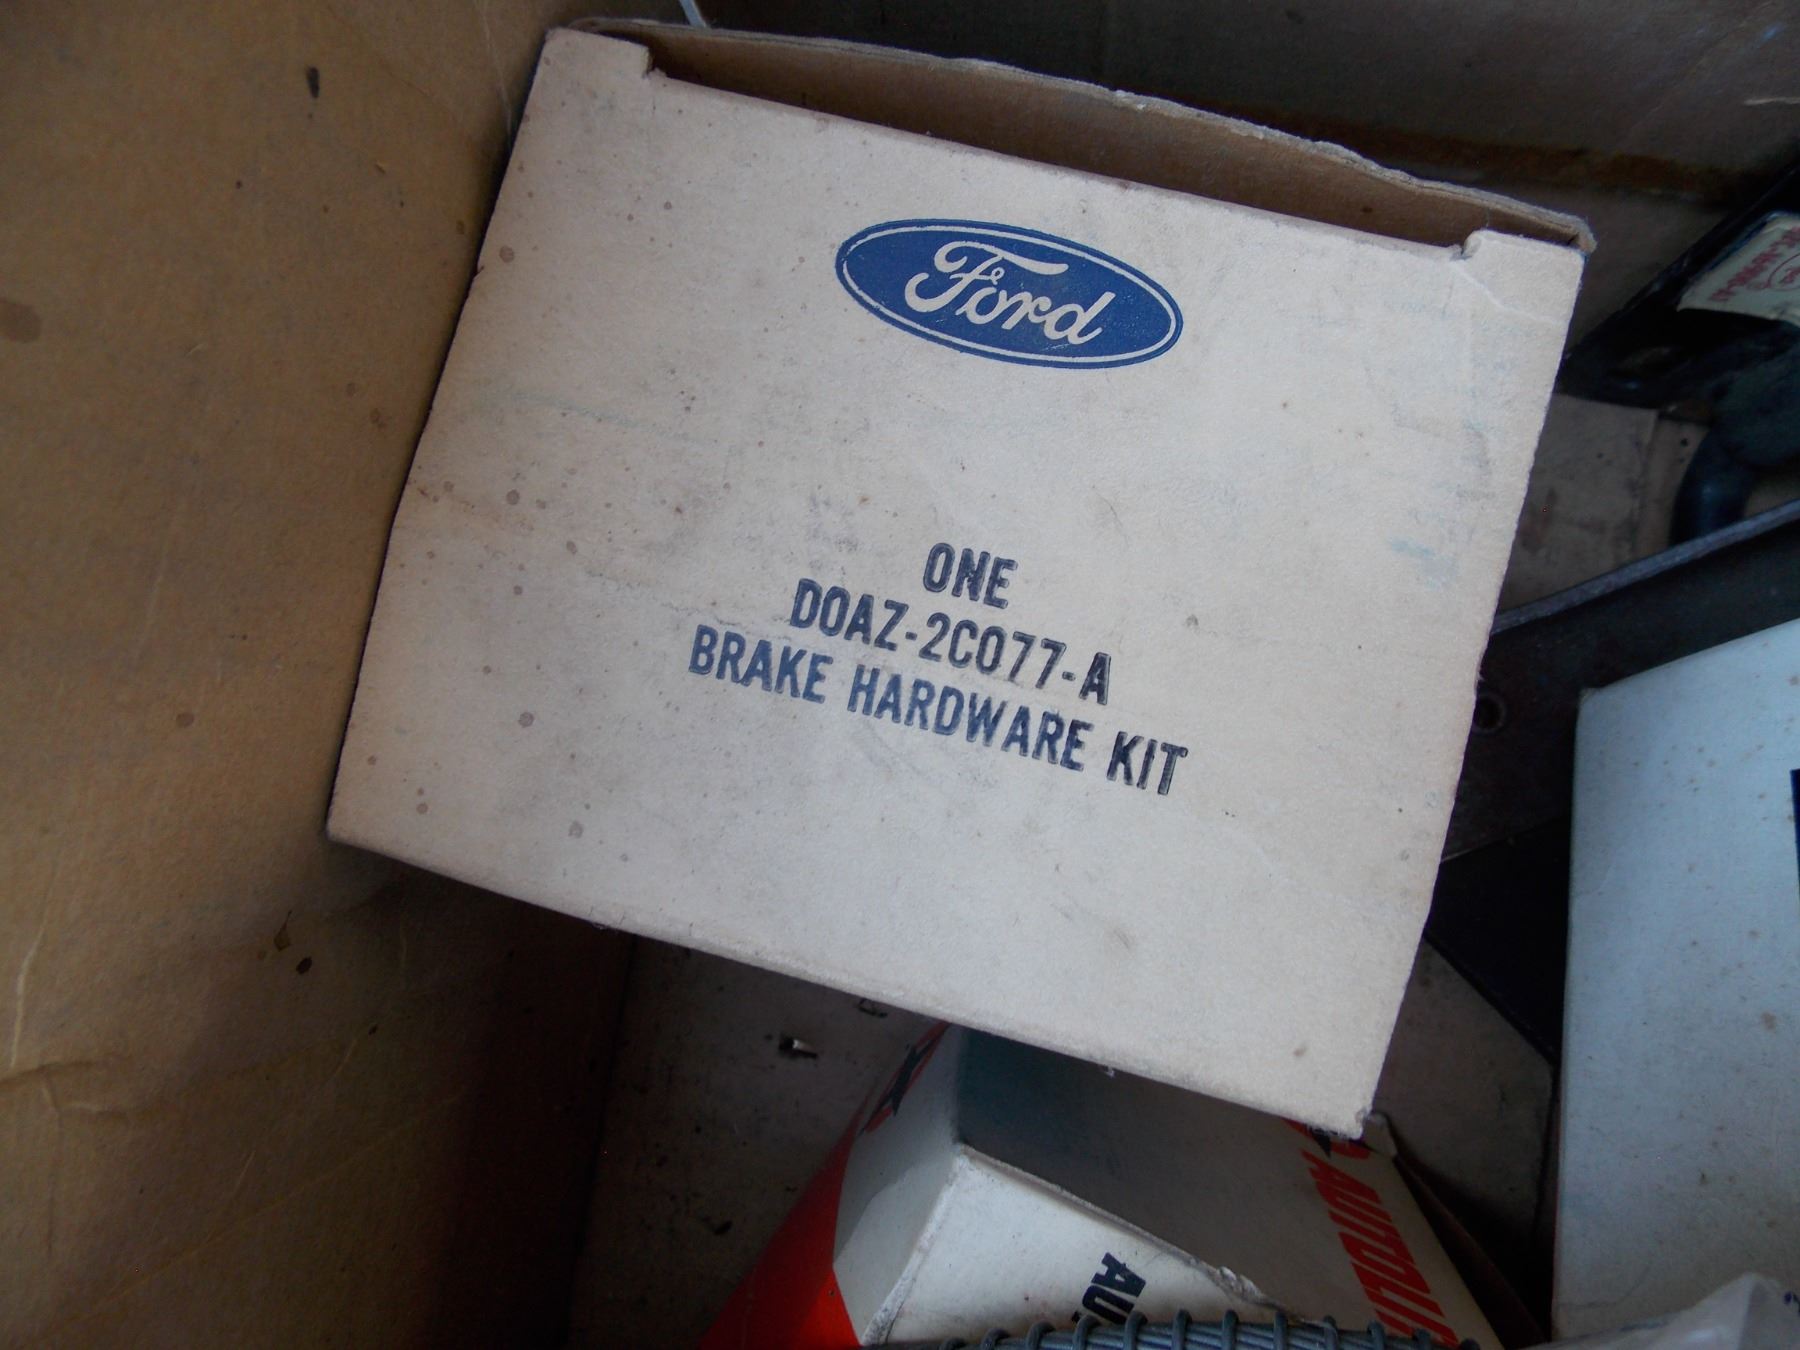 Ford
ONE
DOAZ-2C077-A
BRAKE HARDWARE KIT